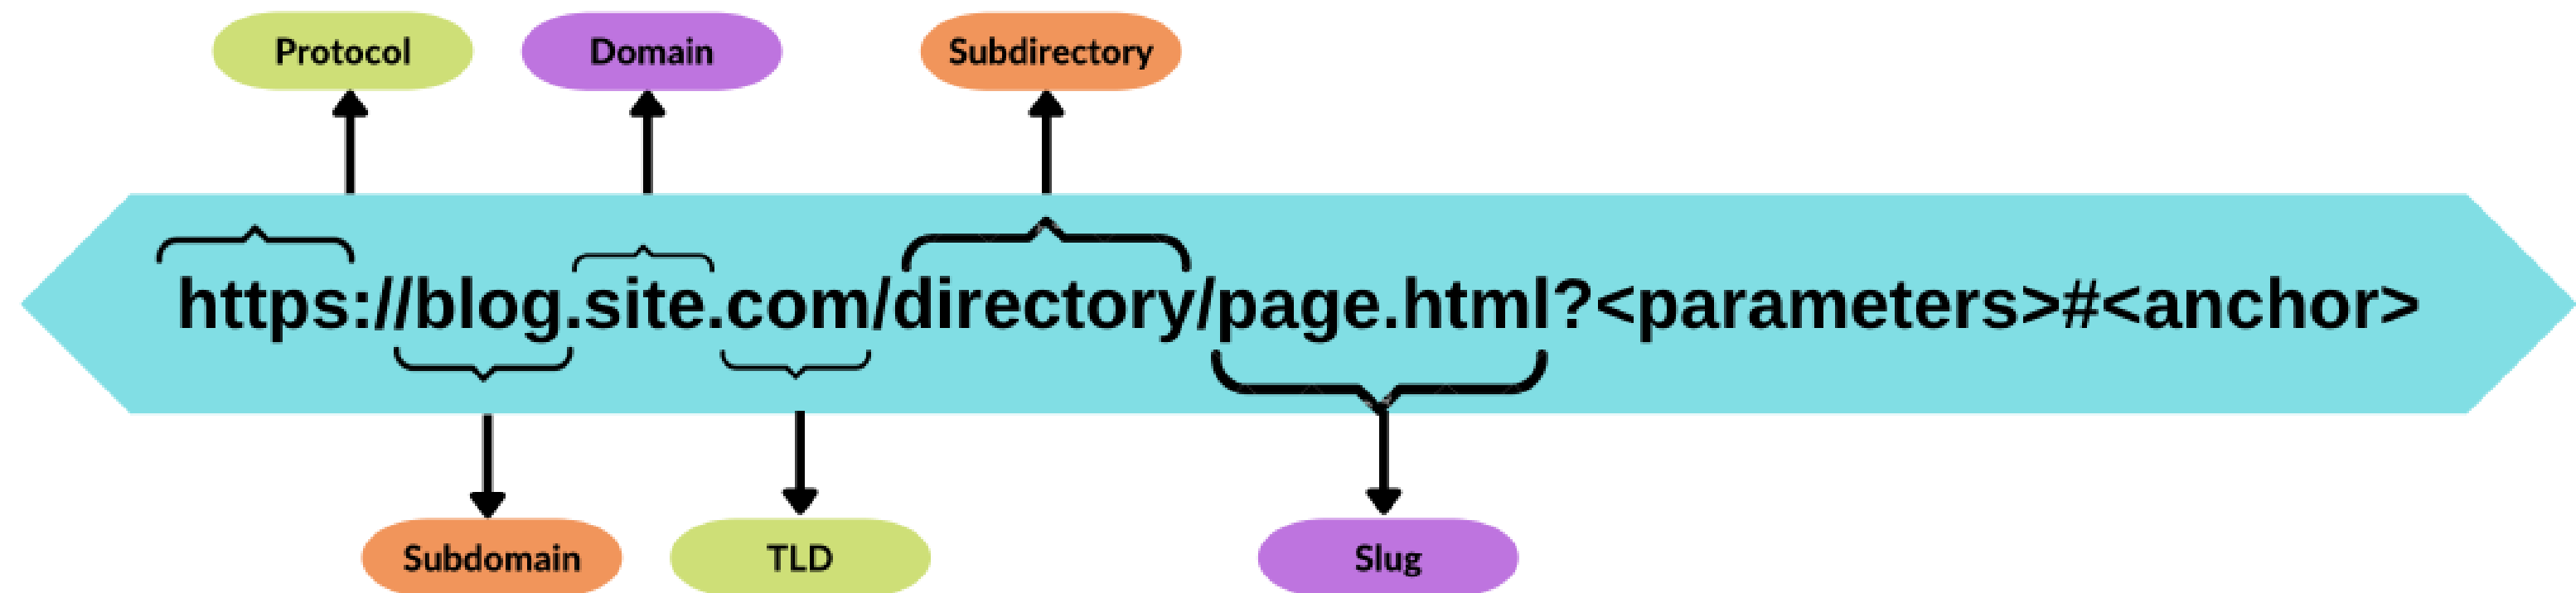 Protocol
Domain
Subdirectory
https://blog.site.com/directory/page.html?<parameters>#<anchor>
Subdomain
TLD
Slug